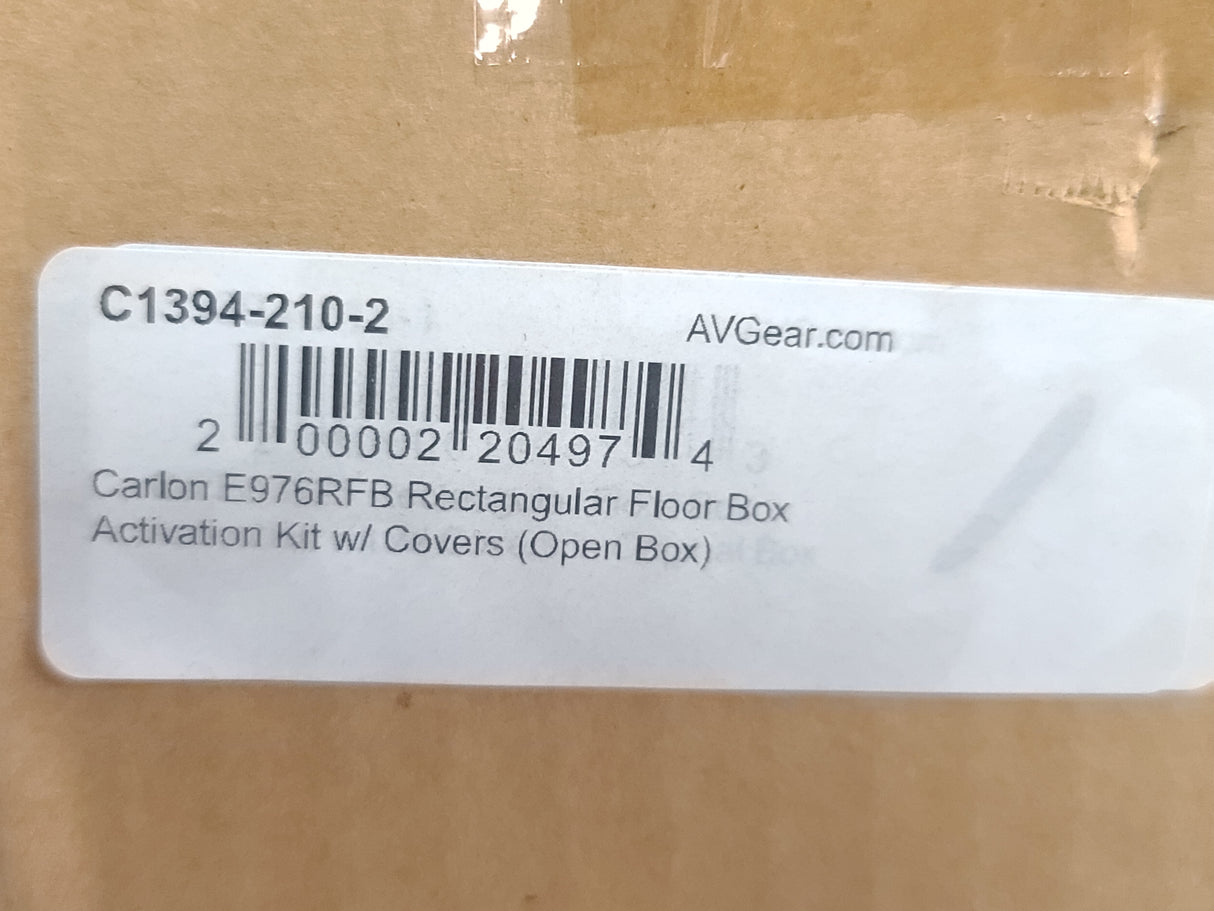 C1394-210-2
AVGear.com
2 00002 20497 4
Carlon E976RFB Rectangular Floor Box
Activation Kit w/ Covers (Open Box)